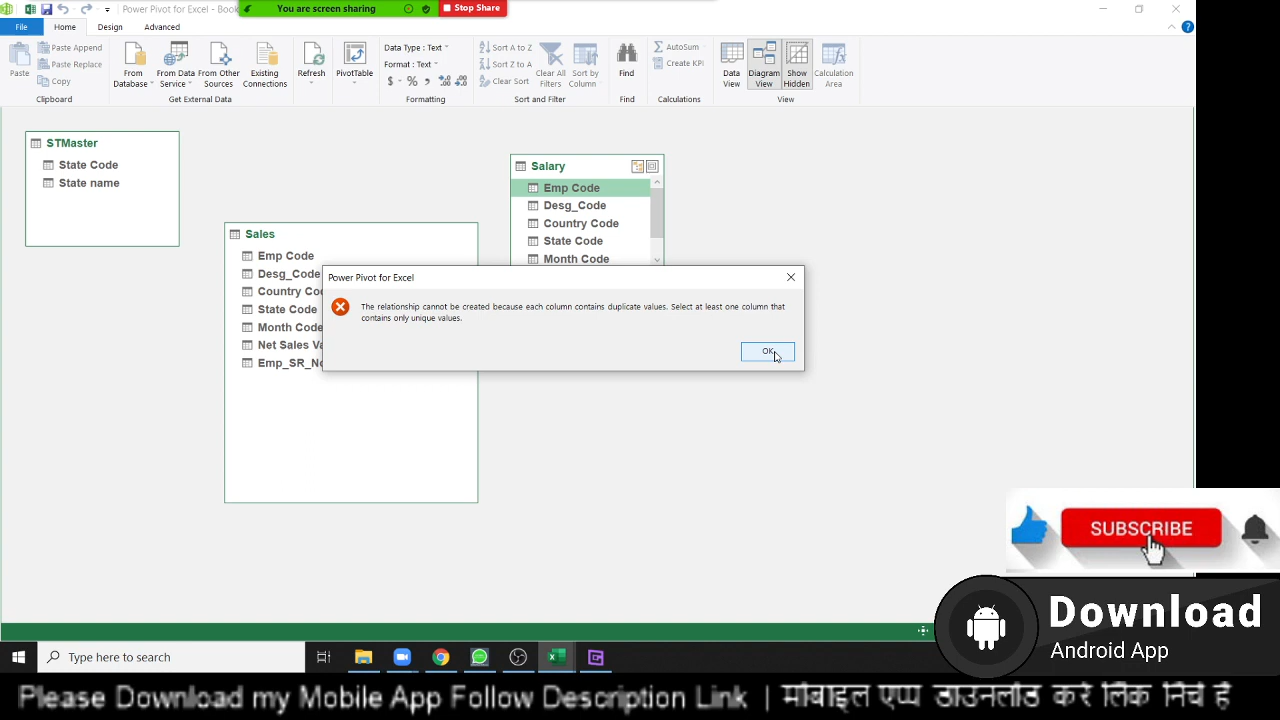 Power Pivot for Excel - Book
You are screen sharing
Stop Share
File
Home
Design
Advanced
Paste
Paste Append
Paste Replace
Copy
Clipboard
From Database
From Data Service
From Other Sources
Existing Connections
Get External Data
Refresh
PivotTable
Data Type : Text
Format : Text
$ %
Formatting
Sort A to Z
Sort Z to A
Clear Sort
Clear All Filters
Sort by Column
Sort and Filter
Find
Find
AutoSum
Create KPI
Calculations
Data View
Diagram View
Show Hidden
Calculation Area
View
STMaster
State Code
State name
Sales
Emp Code
Desg_Code
Country Co
State Code
Month Code
Net Sales Va
Emp_SR_No
Salary
Emp Code
Desg_Code
Country Code
State Code
Month Code
Power Pivot for Excel
The relationship cannot be created because each column contains duplicate values. Select at least one column that
contains only unique values.
OK
SUBSCRIBE
Download
Android App
Type here to search
Please Download my Mobile App Follow Description Link | मोबाइल एप्प डाउनलोड करे लिंक निचे है